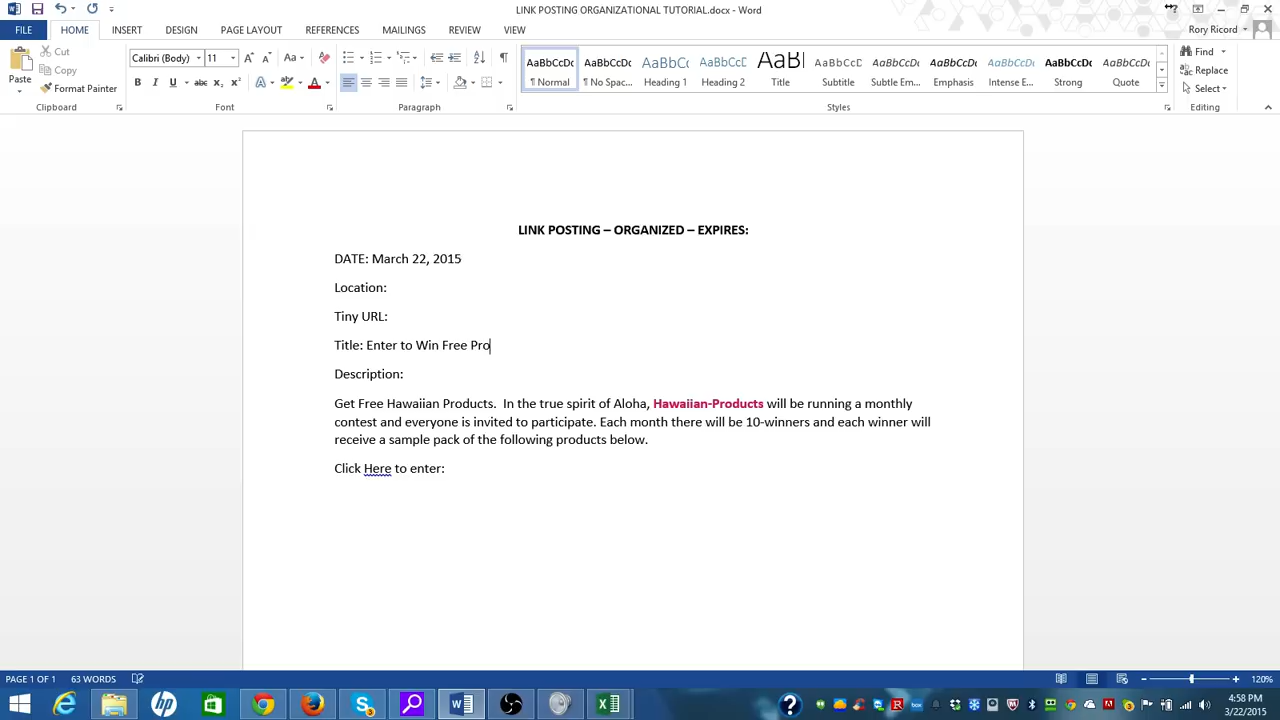 LINK POSTING ORGANIZATIONAL TUTORIAL.docx - Word
FILE HOME INSERT DESIGN PAGE LAYOUT REFERENCES MAILINGS REVIEW VIEW Rory Ricord
Paste Cut Copy Format Painter
Calibri (Body) 11
AaBbCcDc AaBbCcDc AaBbCc AaBbCcC AaBl AaBbCcD AaBbCcDc AaBbCcDc AaBbCcDc AaBbCcDc AaBbCcDc
¶ Normal ¶ No Spac... Heading 1 Heading 2 Title Subtitle Subtle Em... Emphasis Intense E... Strong Quote
Find Replace Select
Clipboard Font Paragraph Styles Editing
LINK POSTING – ORGANIZED – EXPIRES:
DATE: March 22, 2015
Location:
Tiny URL:
Title: Enter to Win Free Pro
Description:
Get Free Hawaiian Products. In the true spirit of Aloha, Hawaiian-Products will be running a monthly
contest and everyone is invited to participate. Each month there will be 10-winners and each winner will
receive a sample pack of the following products below.
Click Here to enter:
PAGE 1 OF 1 63 WORDS 120%
4:58 PM
3/22/2015